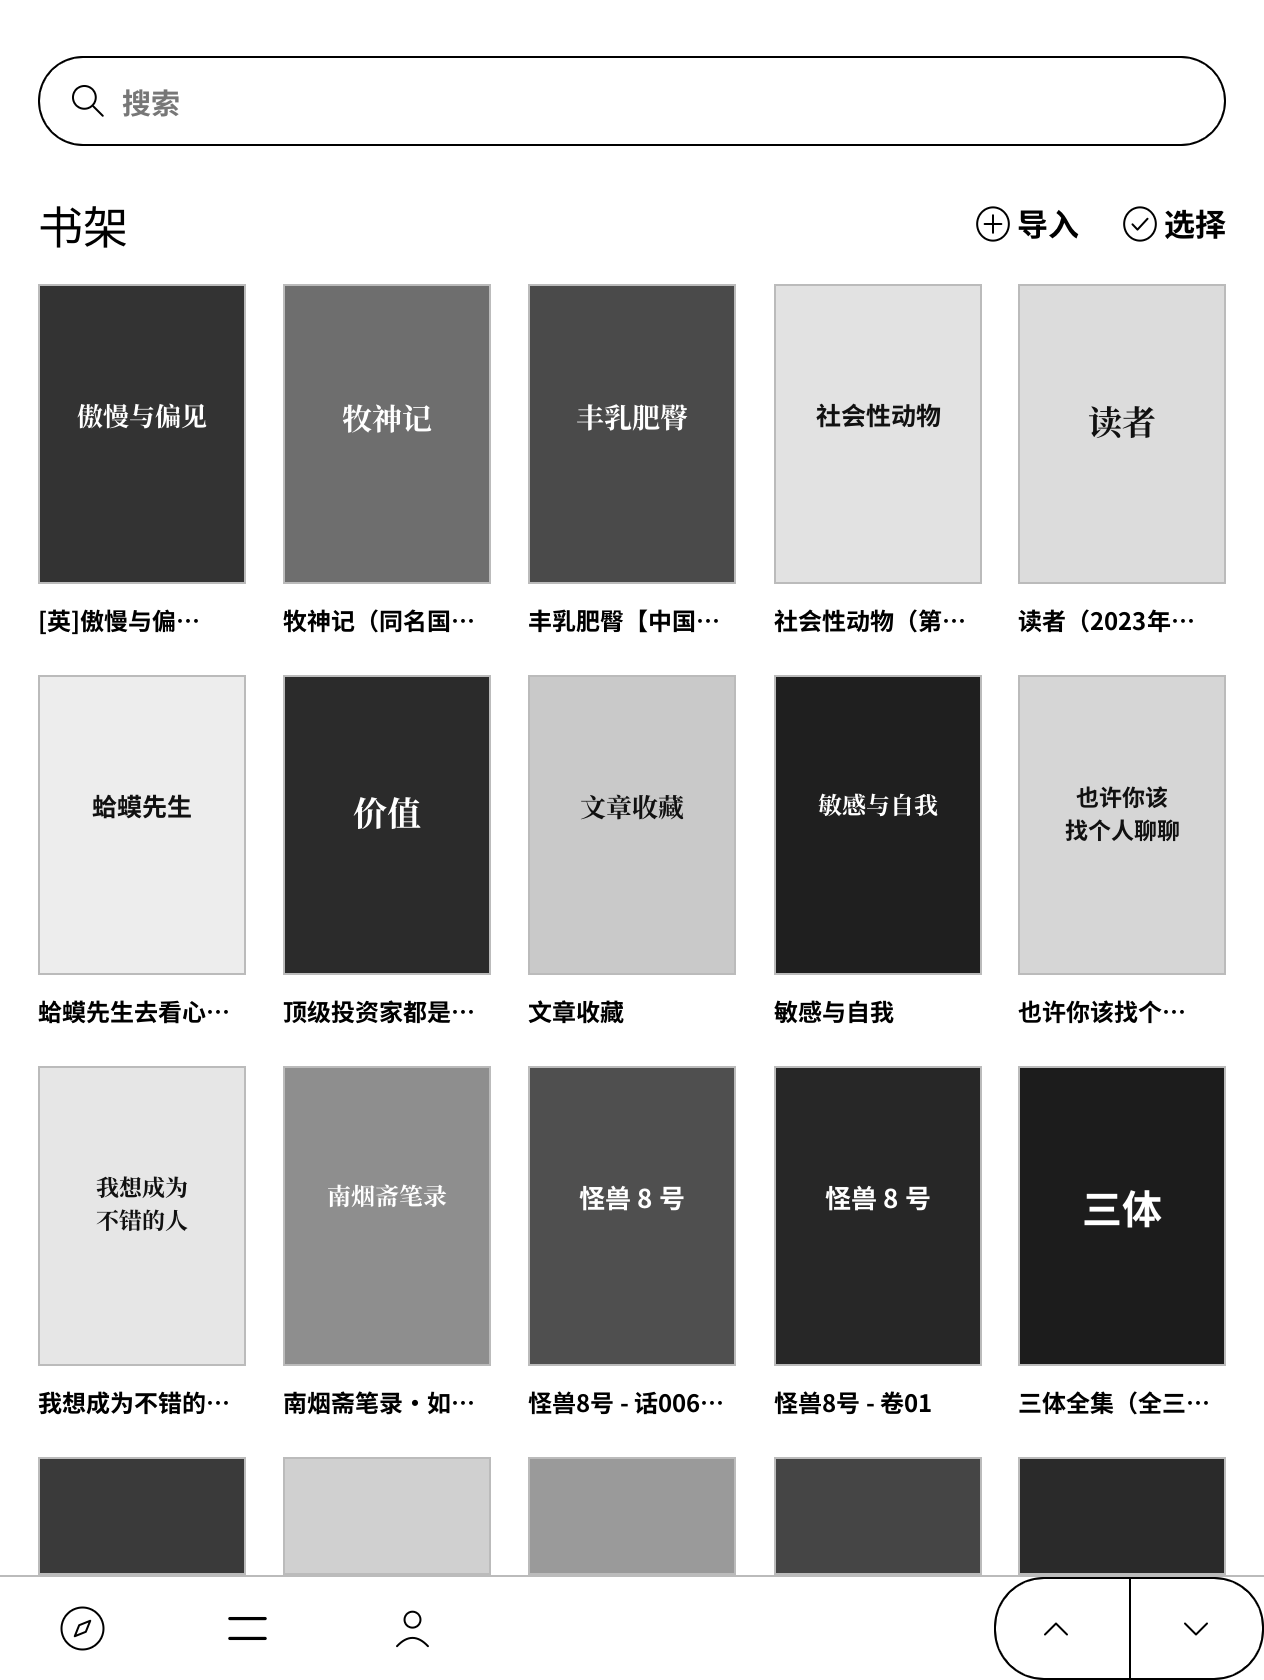 搜索
书架
导入
选择
傲慢与偏见
牧神记
丰乳肥臀
社会性动物
读者
[英]傲慢与偏…
牧神记（同名国…
丰乳肥臀【中国…
社会性动物（第…
读者（2023年…
蛤蟆先生
价值
文章收藏
敏感与自我
也许你该
找个人聊聊
蛤蟆先生去看心…
顶级投资家都是…
文章收藏
敏感与自我
也许你该找个…
我想成为
不错的人
南烟斋笔录
怪兽 8 号
怪兽 8 号
三体
我想成为不错的…
南烟斋笔录・如…
怪兽8号 - 话006…
怪兽8号 - 卷01
三体全集（全三…